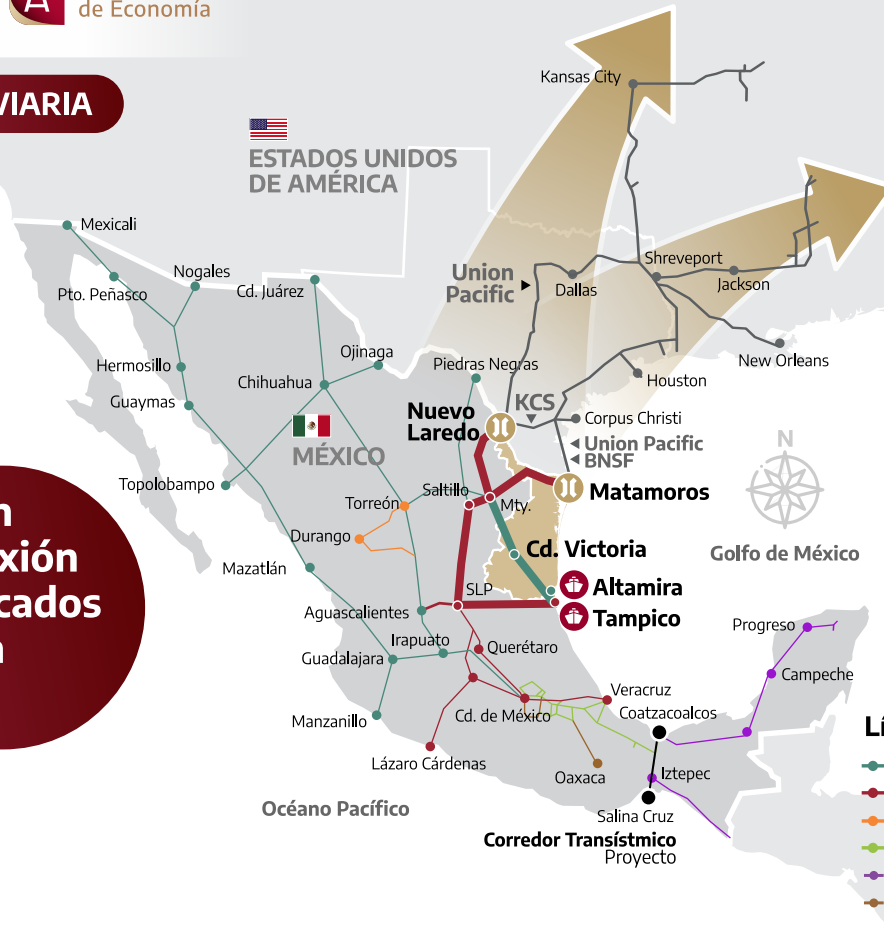 A
de Economía
VIARIA
ESTADOS UNIDOS
DE AMÉRICA
Kansas City
Mexicali
Nogales
Pto. Peñasco
Cd. Juárez
Union
Pacific
Dallas
Shreveport
Jackson
Ojinaga
Hermosillo
Chihuahua
Piedras Negras
New Orleans
Houston
Guaymas
Nuevo
Laredo
KCS
Corpus Christi
Union Pacific
BNSF
MÉXICO
N
Topolobampo
Torreón
Saltillo
Mty.
Matamoros
Durango
Cd. Victoria
Golfo de México
xión
cados
Mazatlán
SLP
Altamira
Tampico
Aguascalientes
Irapuato
Querétaro
Guadalajara
Progreso
Campeche
Veracruz
Manzanillo
Cd. de México
Coatzacoalcos
Lázaro Cárdenas
Oaxaca
Iztepec
Océano Pacífico
Salina Cruz
Corredor Transístmico
Proyecto
Lí